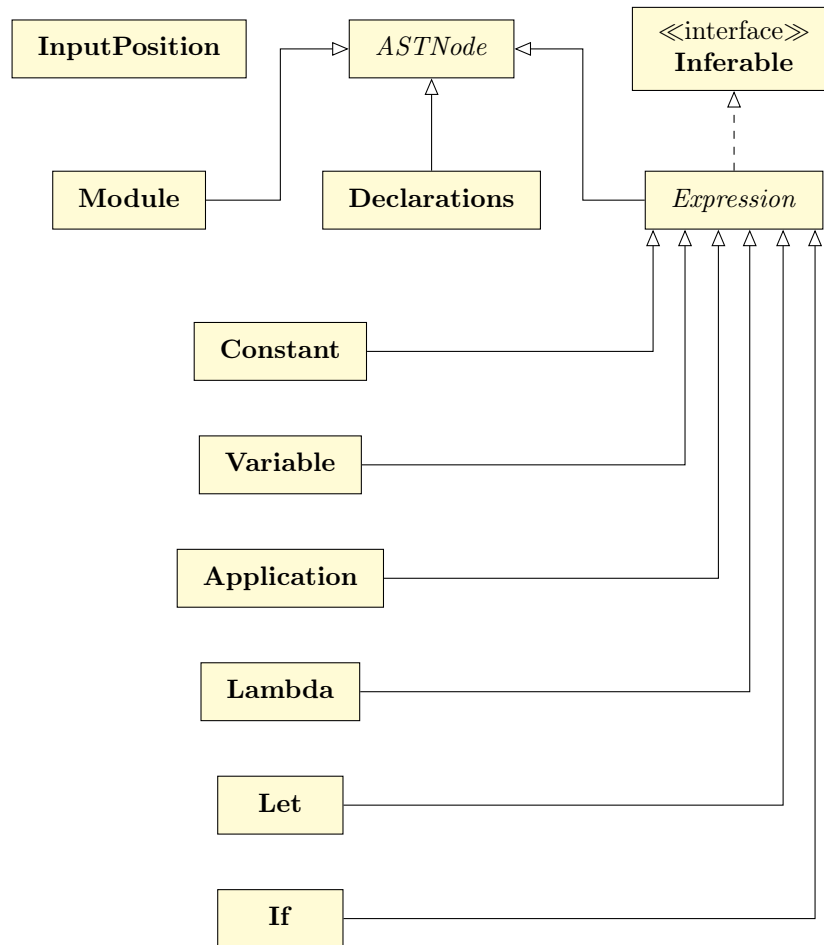 InputPosition
ASTNode
≪interface≫
Inferable
Module
Declarations
Expression
Constant
Variable
Application
Lambda
Let
If